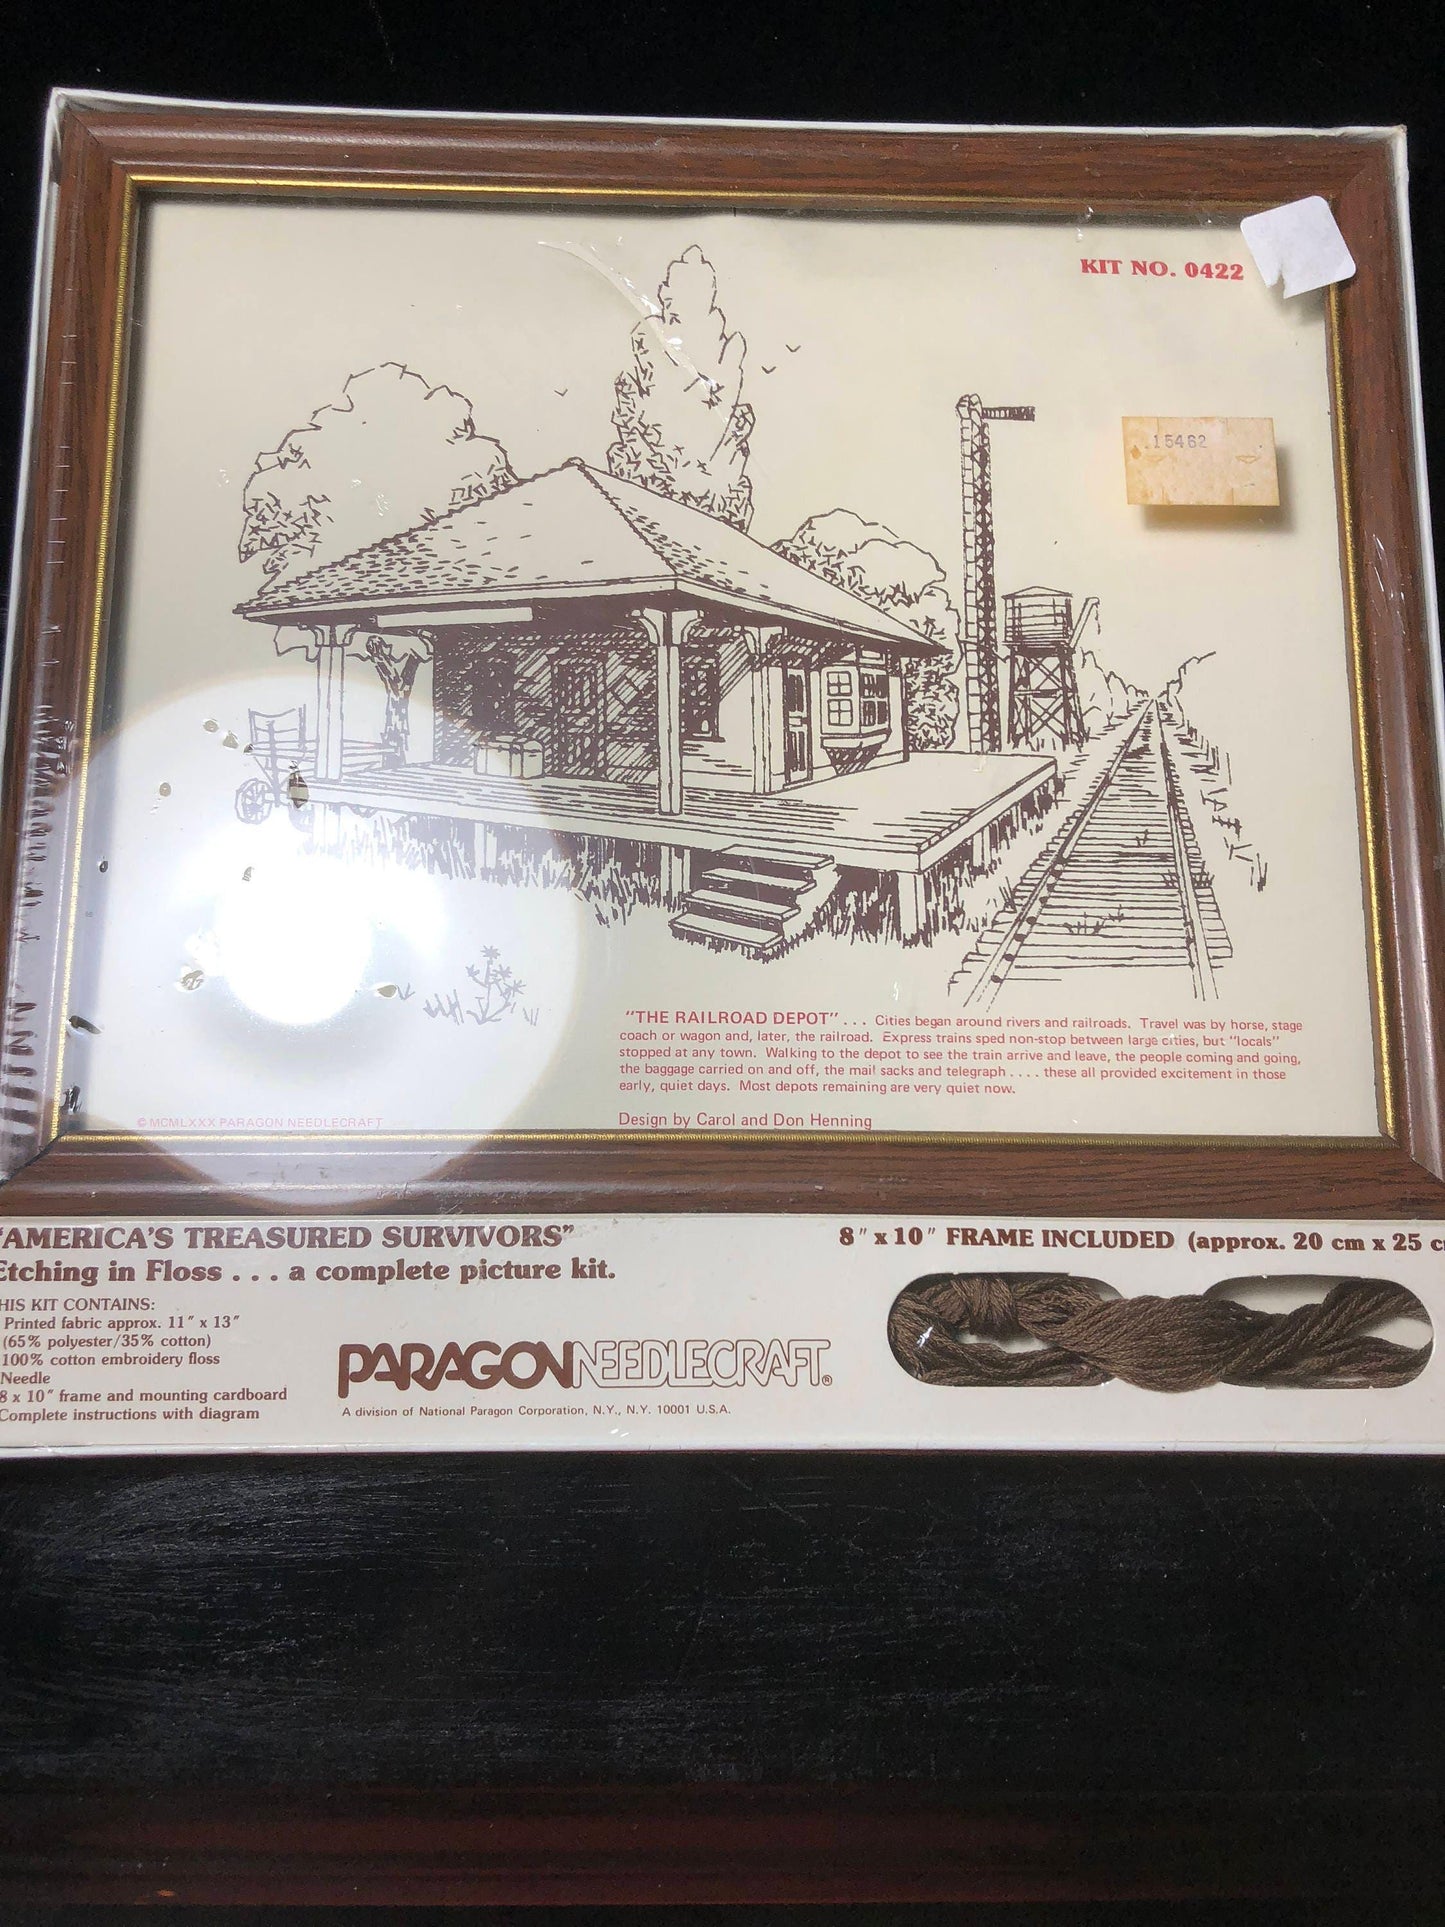 KIT NO. 0422
15462
"THE RAILROAD DEPOT" . . . Cities began around rivers and railroads. Travel was by horse, stage
coach or wagon and, later, the railroad. Express trains sped non-stop between large cities, but "locals"
stopped at any town. Walking to the depot to see the train arrive and leave, the people coming and going,
the baggage carried on and off, the mail sacks and telegraph . . . . these all provided excitement in those
early, quiet days. Most depots remaining are very quiet now.
Design by Carol and Don Henning
© MCMLXXX PARAGON NEEDLECRAFT
"AMERICA'S TREASURED SURVIVORS"
Etching in Floss . . . a complete picture kit.
HIS KIT CONTAINS:
Printed fabric approx. 11" x 13"
(65% polyester/35% cotton)
100% cotton embroidery floss
Needle
8 x 10" frame and mounting cardboard
Complete instructions with diagram
PARAGON NEEDLECRAFT®
A division of National Paragon Corporation, N.Y., N.Y. 10001 U.S.A.
8" x 10" FRAME INCLUDED (approx. 20 cm x 25 c